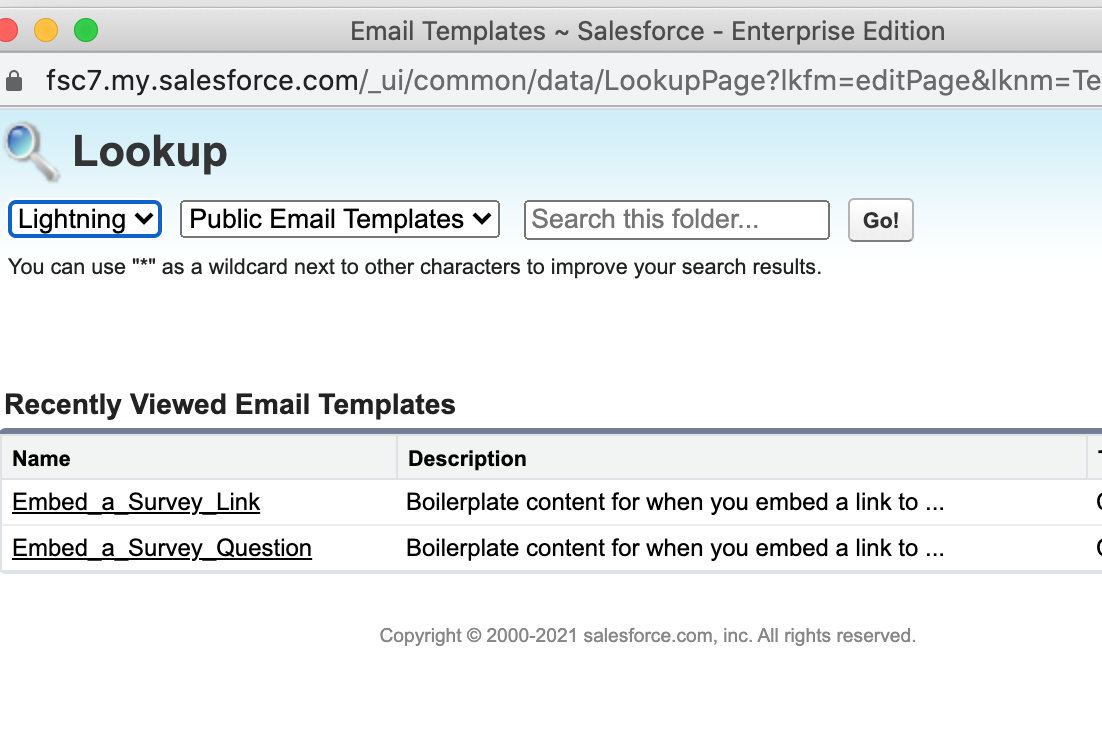 Email Templates ~ Salesforce - Enterprise Edition
fsc7.my.salesforce.com/_ui/common/data/LookupPage?lkfm=editPage&lknm=Te
Lookup
Lightning Public Email Templates Search this folder... Go!
You can use "*" as a wildcard next to other characters to improve your search results.
Recently Viewed Email Templates
Name Description
Embed_a_Survey_Link Boilerplate content for when you embed a link to ...
Embed_a_Survey_Question Boilerplate content for when you embed a link to ...
Copyright © 2000-2021 salesforce.com, inc. All rights reserved.